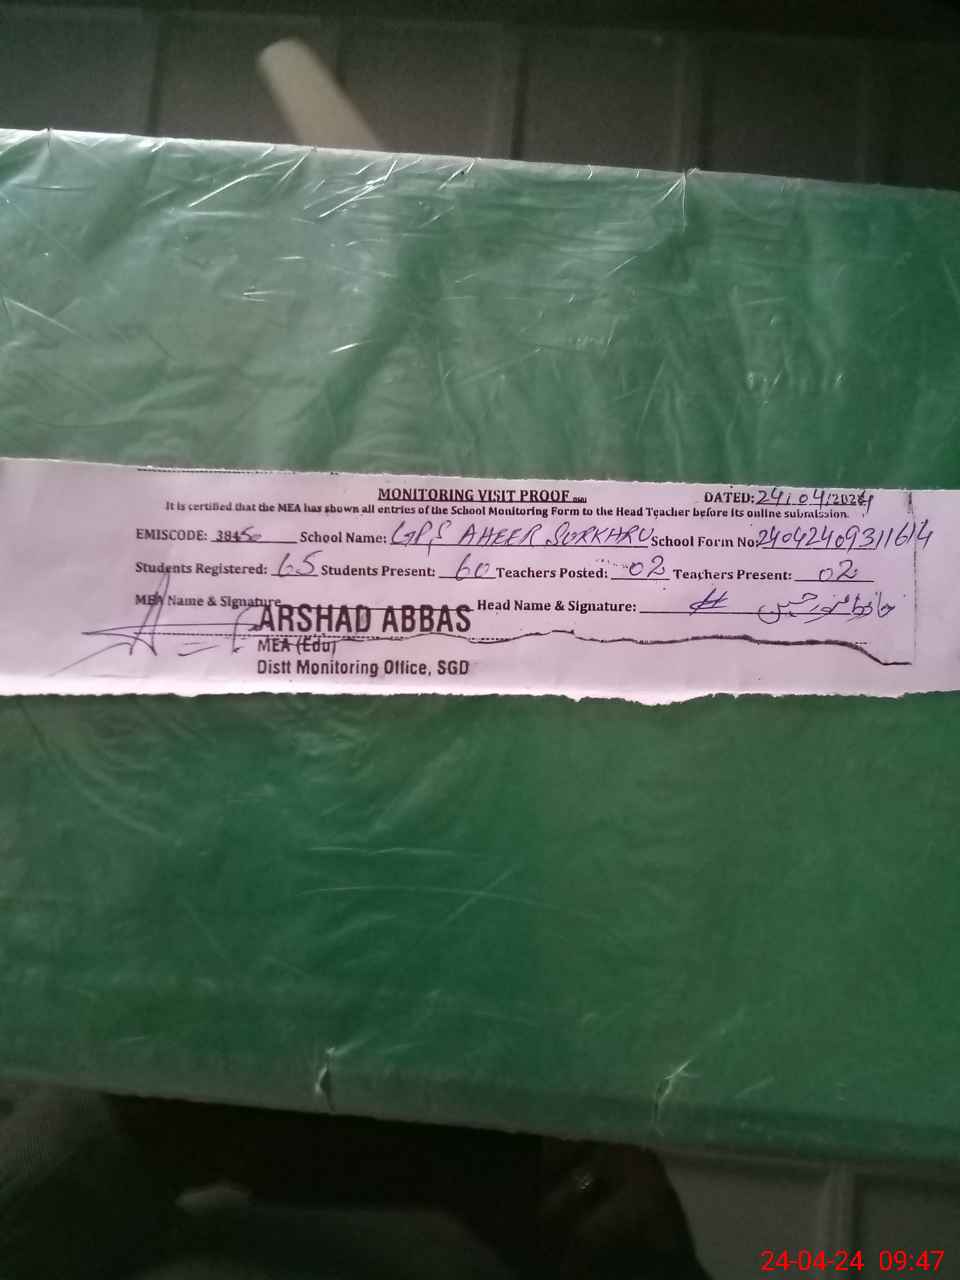 MONITORING VISIT PROOF
DATED: 24/04/2024
It is certified that the MEA has shown all entries of the School Monitoring Form to the Head Teacher before its online submission.
EMISCODE: 38450 School Name: GPS AHEER SURKHRU School Form No: 24042409311614
Students Registered: 65 Students Present: 60 Teachers Posted: 02 Teachers Present: 02
MEA Name & Signature Head Name & Signature: حافظ
ARSHAD ABBAS
MEA (Edu)
Distt Monitoring Office, SGD
24-04-24 09:47